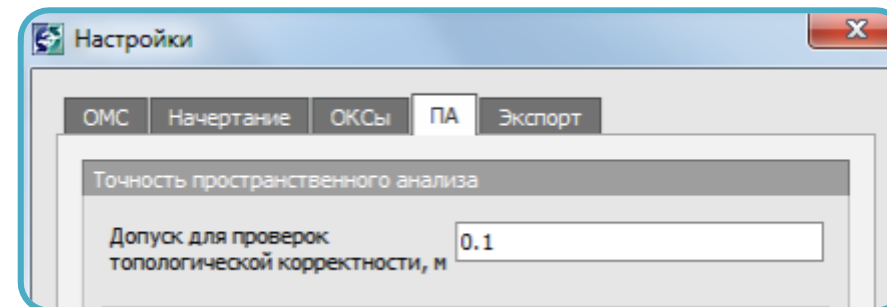 Настройки
ОМС Начертание ОКСы ПА Экспорт
Точность пространственного анализа
Допуск для проверок
топологической корректности, м
0.1